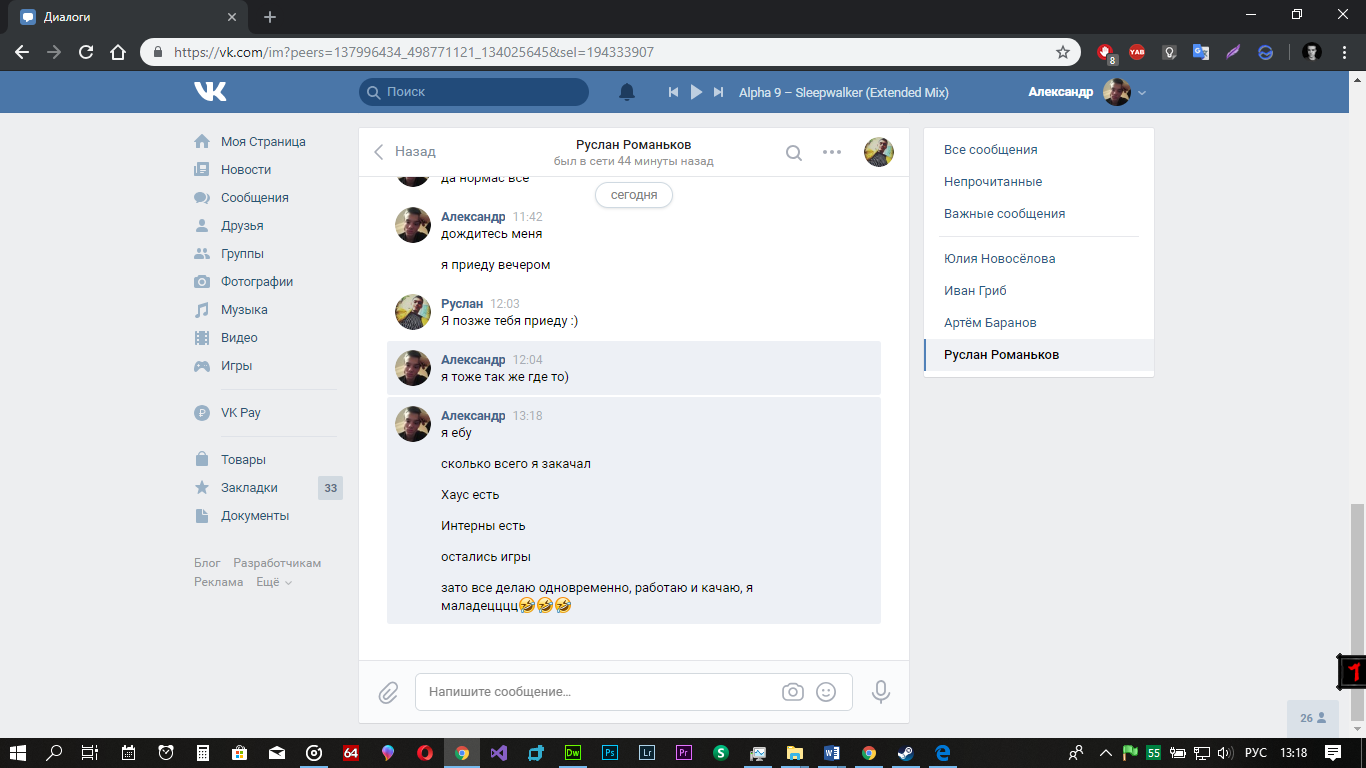 Диалоги
https://vk.com/im?peers=137996434_498771121_134025645&sel=194333907
8
YAB
Поиск
Alpha 9 – Sleepwalker (Extended Mix)
Александр
Моя Страница
Новости
Сообщения
Друзья
Группы
Фотографии
Музыка
Видео
Игры
VK Pay
Товары
Закладки 33
Документы
Блог Разработчикам
Реклама Ещё
Назад
Руслан Романьков
был в сети 44 минуты назад
да нормас все
сегодня
Александр 11:42
дождитесь меня
я приеду вечером
Руслан 12:03
Я позже тебя приеду :)
Александр 12:04
я тоже так же где то)
Александр 13:18
я ебу
сколько всего я закачал
Хаус есть
Интерны есть
остались игры
зато все делаю одновременно, работаю и качаю, я
маладецццц🤣🤣🤣
Напишите сообщение...
Все сообщения
Непрочитанные
Важные сообщения
Юлия Новосёлова
Иван Гриб
Артём Баранов
Руслан Романьков
26
64
Dw
Ps
Lr
Pr
S
55
РУС
13:18